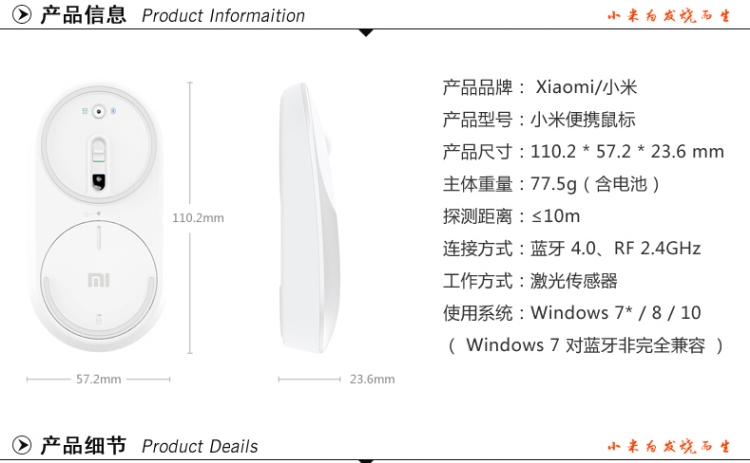 产品信息 Product Informaition 小米为发烧而生
产品品牌： Xiaomi/小米
产品型号：小米便携鼠标
产品尺寸：110.2 * 57.2 * 23.6 mm
主体重量：77.5g（含电池）
110.2mm
探测距离：≤10m
连接方式：蓝牙 4.0、RF 2.4GHz
工作方式：激光传感器
使用系统：Windows 7* / 8 / 10
（ Windows 7 对蓝牙非完全兼容 ）
MI
57.2mm
23.6mm
产品细节 Product Deails 小米为发烧而生